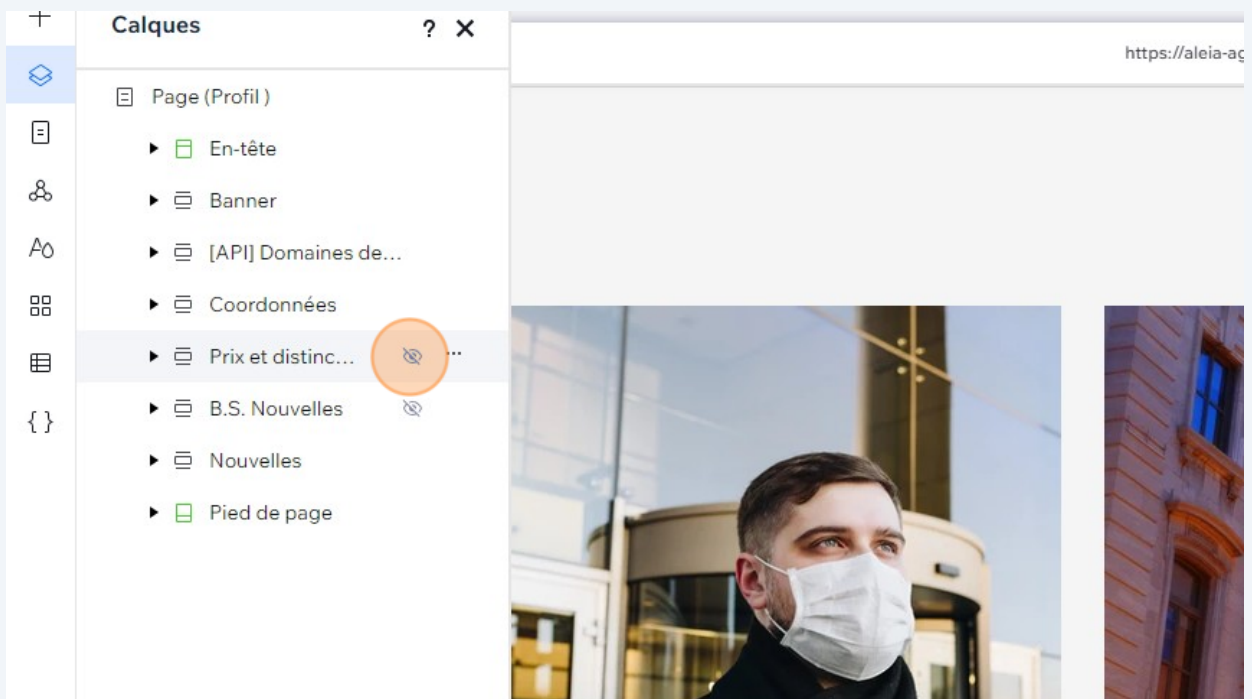 Calques ?
https://aleia-ag
Page (Profil )
En-tête
Banner
[API] Domaines de...
Coordonnées
Prix et distinc...
B.S. Nouvelles
Nouvelles
Pied de page